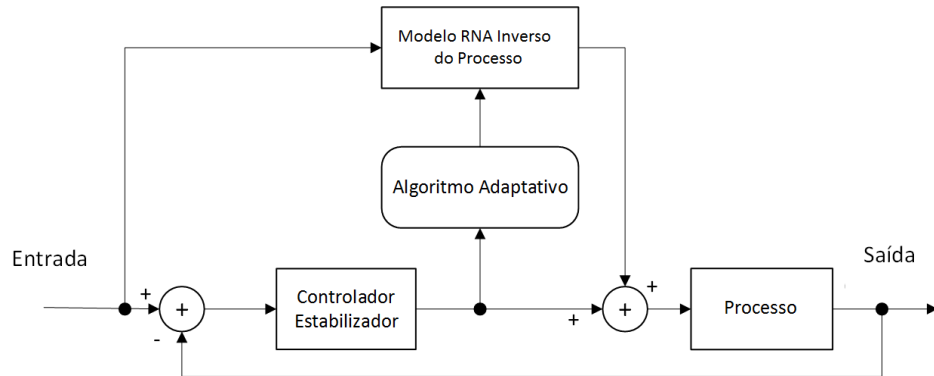 Modelo RNA Inverso
do Processo
Algoritmo Adaptativo
Entrada
Saída
+
+
-
Controlador
Estabilizador
+
+
+
Processo